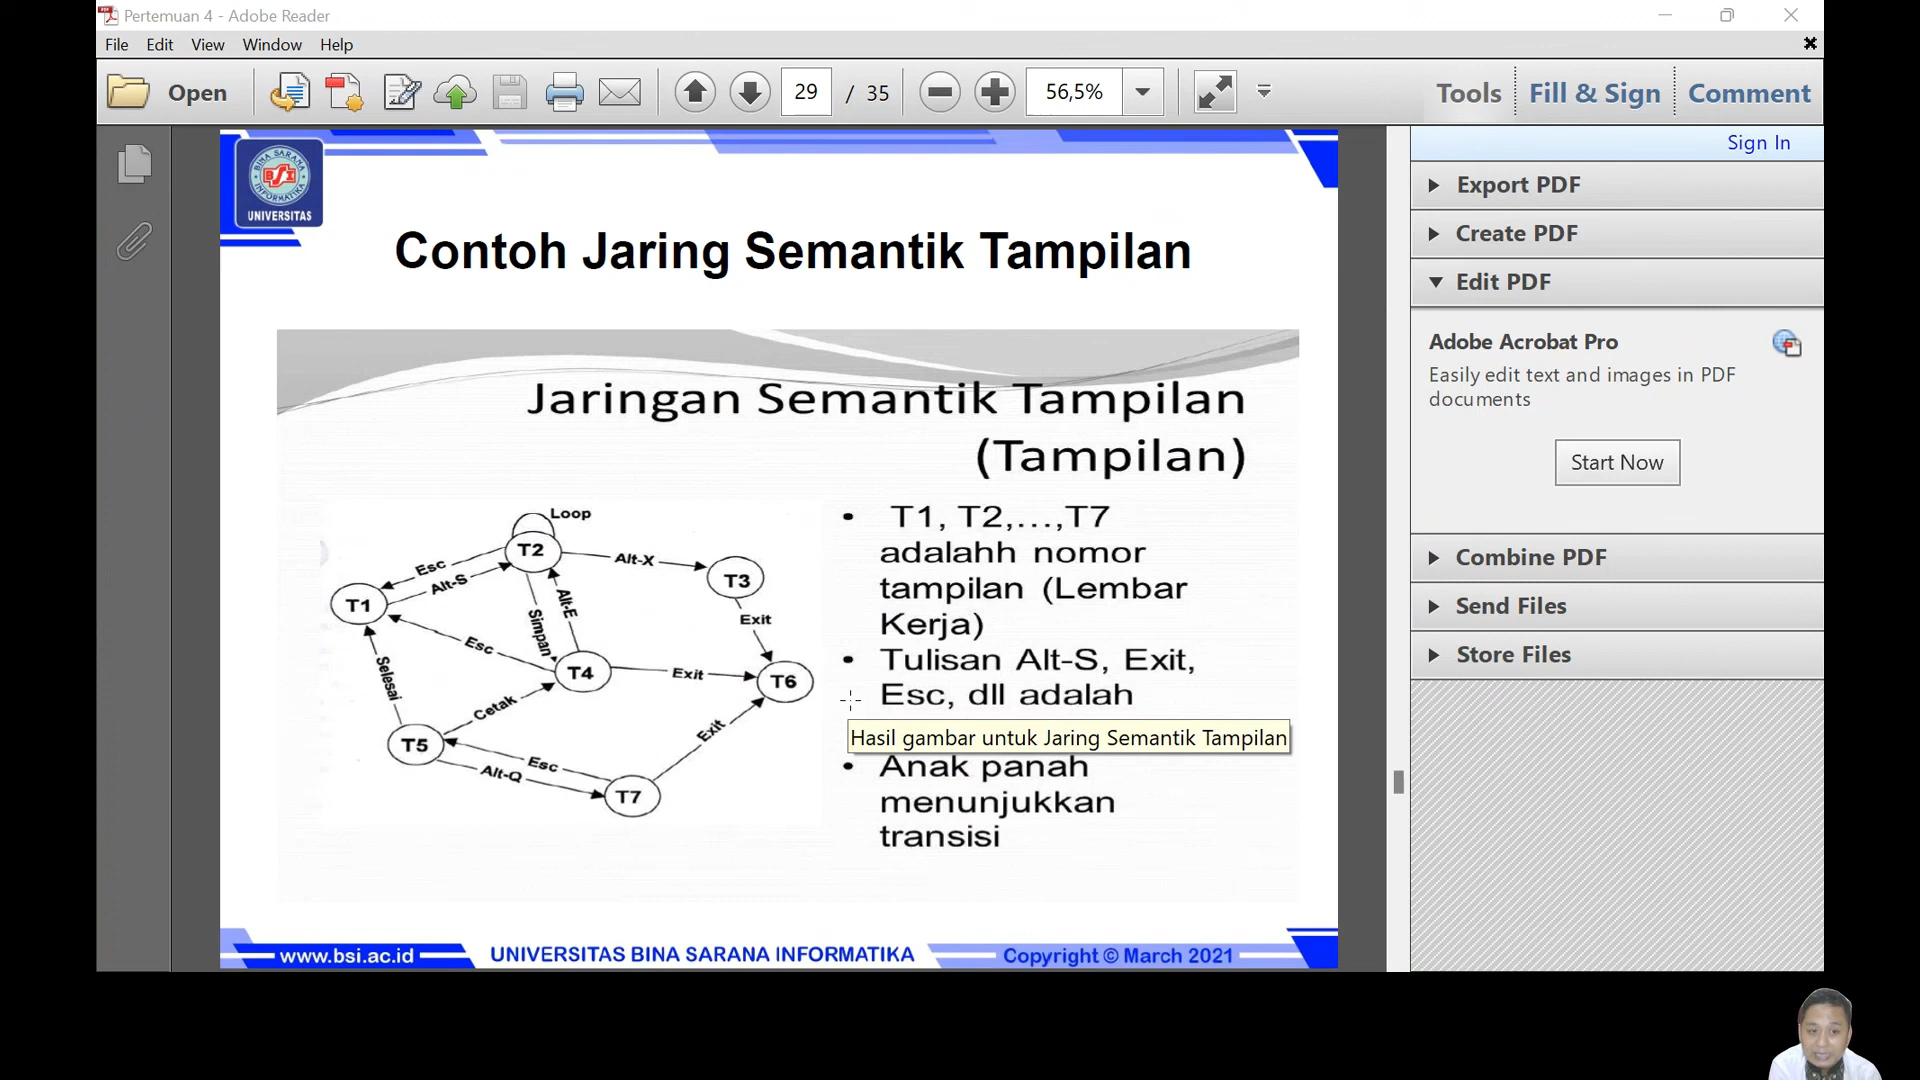 Pertemuan 4 - Adobe Reader
File Edit View Window Help
Open 29 / 35 56,5% Tools Fill & Sign Comment
Sign In
Export PDF
Create PDF
Edit PDF
Adobe Acrobat Pro
Easily edit text and images in PDF
documents
Start Now
Combine PDF
Send Files
Store Files
BINA SARANA
BSI
INFORMATIKA
UNIVERSITAS
Contoh Jaring Semantik Tampilan
Jaringan Semantik Tampilan
(Tampilan)
Loop
T2
Esc
Alt-S
Alt-X
T3
T1
Simpan
Alt-E
Exit
Esc
Selesai
T4
Exit
T6
Cetak
T5
Exit
Esc
Alt-Q
T7
• T1, T2,...,T7
adalahh nomor
tampilan (Lembar
Kerja)
• Tulisan Alt-S, Exit,
Esc, dll adalah
Hasil gambar untuk Jaring Semantik Tampilan
• Anak panah
menunjukkan
transisi
www.bsi.ac.id UNIVERSITAS BINA SARANA INFORMATIKA Copyright © March 2021